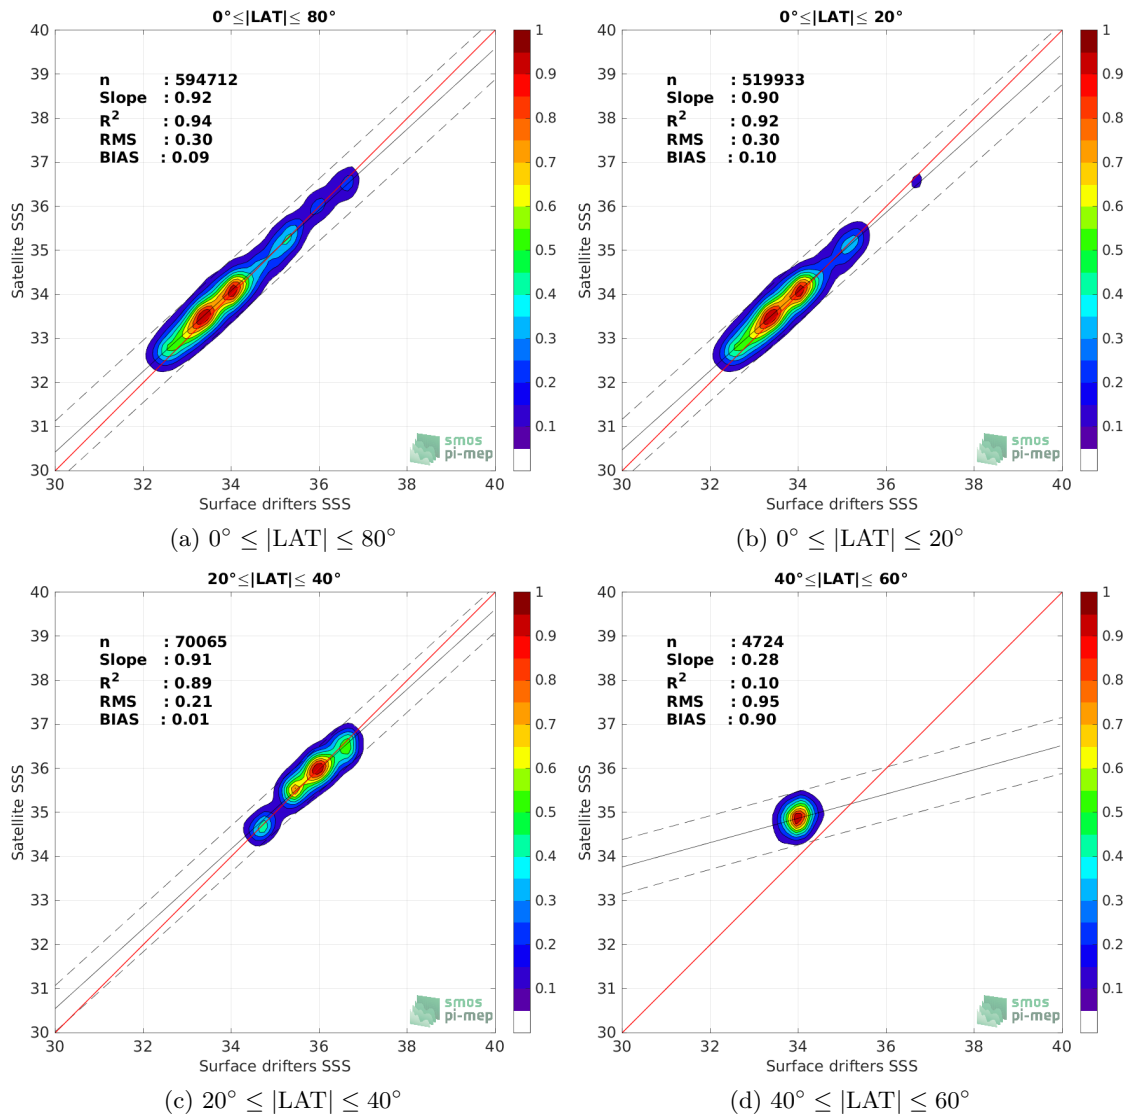 0°≤|LAT|≤ 80°
40
39
38
37
36
35
34
33
32
31
30
Satellite SSS
n : 594712
Slope : 0.92
R2 : 0.94
RMS : 0.30
BIAS : 0.09
smos
pi-mep
30 32 34 36 38 40
Surface drifters SSS
1
0.9
0.8
0.7
0.6
0.5
0.4
0.3
0.2
0.1
(a) 0° ≤ |LAT| ≤ 80°
0°≤|LAT|≤ 20°
40
39
38
37
36
35
34
33
32
31
30
Satellite SSS
n : 519933
Slope : 0.90
R2 : 0.92
RMS : 0.30
BIAS : 0.10
smos
pi-mep
30 32 34 36 38 40
Surface drifters SSS
1
0.9
0.8
0.7
0.6
0.5
0.4
0.3
0.2
0.1
(b) 0° ≤ |LAT| ≤ 20°
20°≤|LAT|≤ 40°
40
39
38
37
36
35
34
33
32
31
30
Satellite SSS
n : 70065
Slope : 0.91
R2 : 0.89
RMS : 0.21
BIAS : 0.01
smos
pi-mep
30 32 34 36 38 40
Surface drifters SSS
1
0.9
0.8
0.7
0.6
0.5
0.4
0.3
0.2
0.1
(c) 20° ≤ |LAT| ≤ 40°
40°≤|LAT|≤ 60°
40
39
38
37
36
35
34
33
32
31
30
Satellite SSS
n : 4724
Slope : 0.28
R2 : 0.10
RMS : 0.95
BIAS : 0.90
smos
pi-mep
30 32 34 36 38 40
Surface drifters SSS
1
0.9
0.8
0.7
0.6
0.5
0.4
0.3
0.2
0.1
(d) 40° ≤ |LAT| ≤ 60°